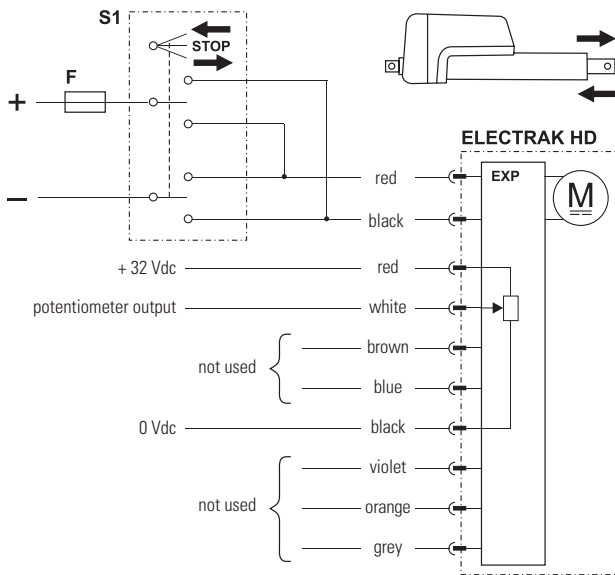 S1
STOP
F
+
–
ELECTRAK HD
EXP
M
red
black
+ 32 Vdc
red
potentiometer output
white
not used
brown
blue
0 Vdc
black
not used
violet
orange
grey